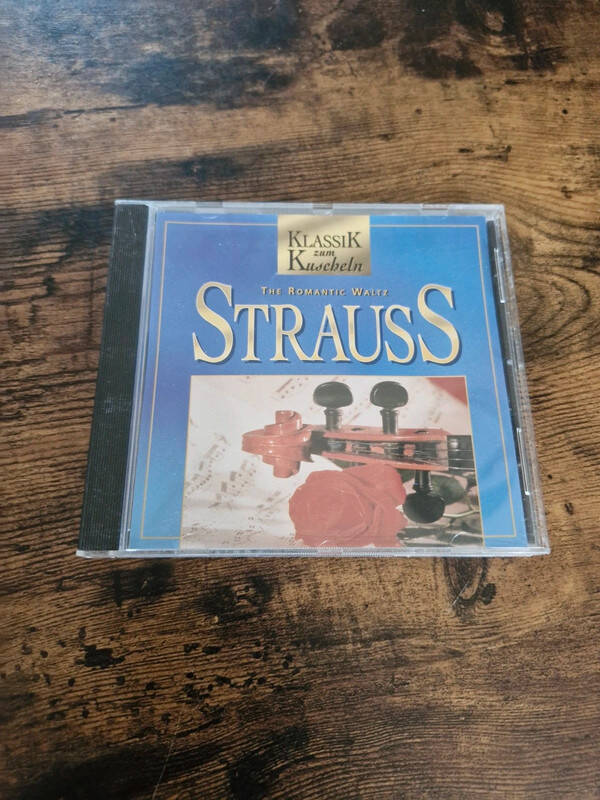 KLASSIK
zum
Kuscheln
THE ROMANTIC WALTZ
STRAUSS